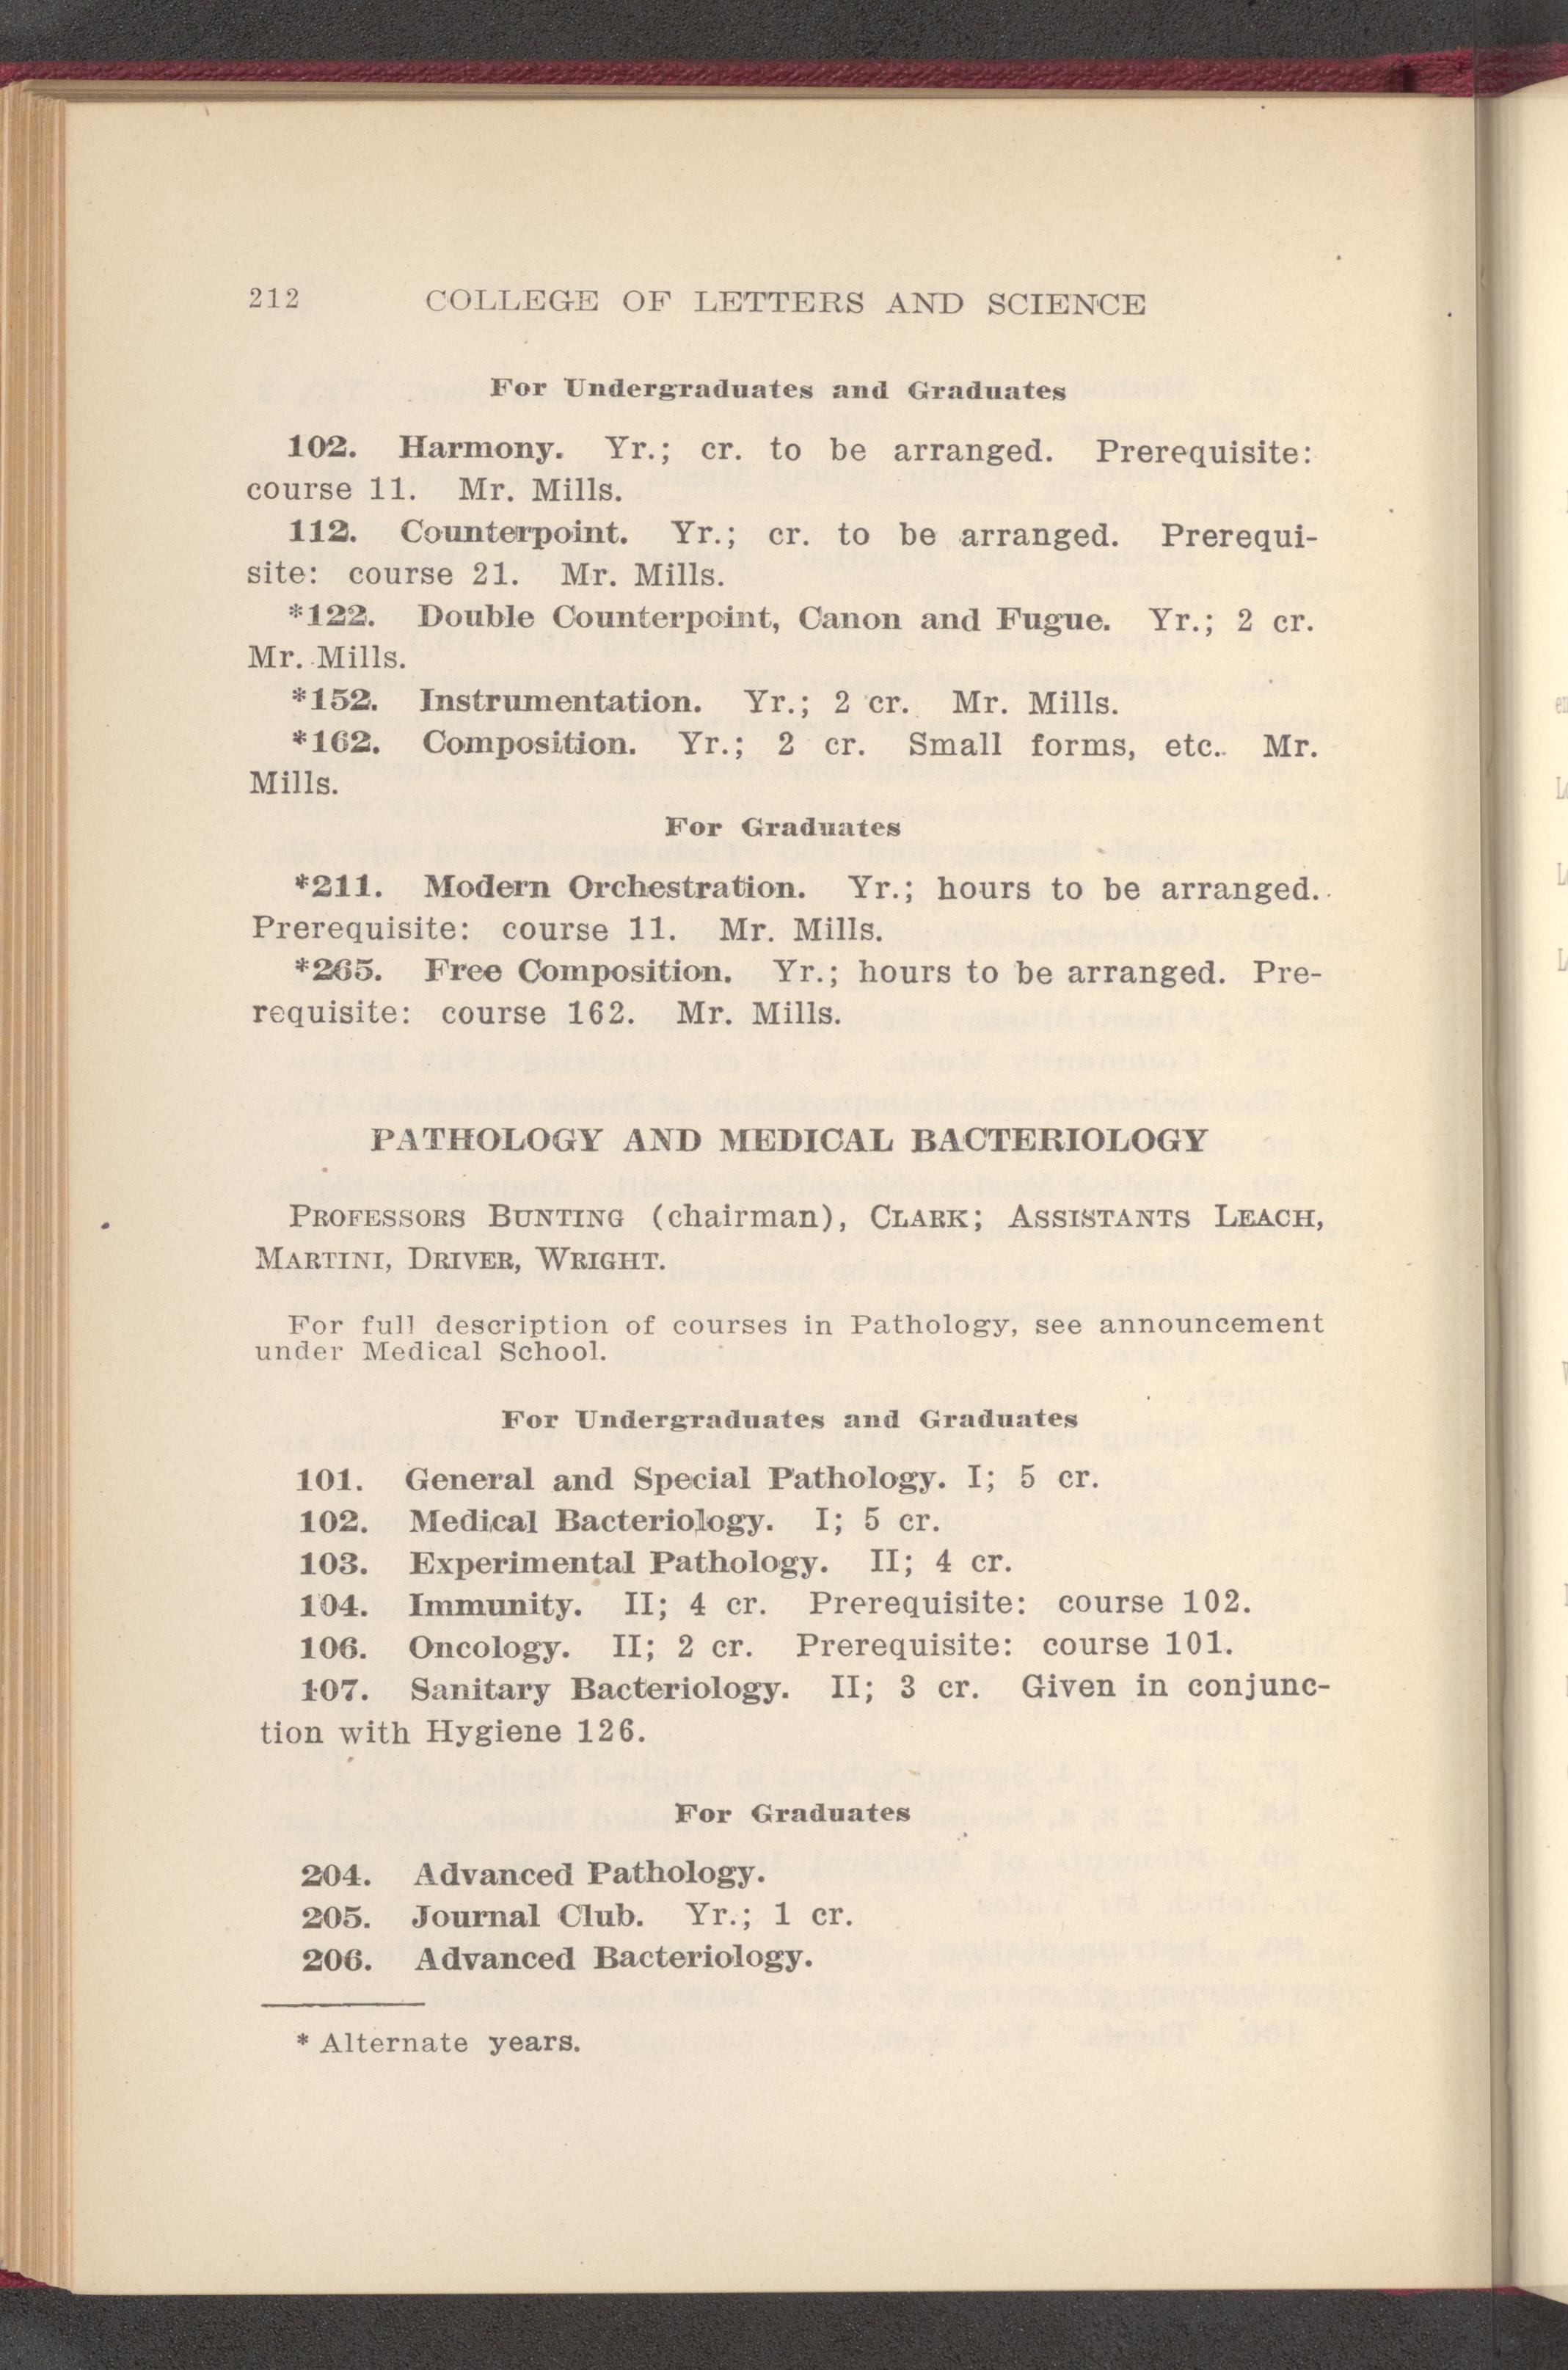 212 COLLEGE OF LETTERS AND SCIENCE
For Undergraduates and Graduates
102. Harmony. Yr.; cr. to be arranged. Prerequisite:
course 11. Mr. Mills.
112. Counterpoint. Yr.; cr. to be arranged. Prerequi-
site: course 21. Mr. Mills.
*122. Double Counterpoint, Canon and Fugue. Yr.; 2 cr.
Mr. Mills.
*152. Instrumentation. Yr.; 2 cr. Mr. Mills.
*162. Composition. Yr.; 2 cr. Small forms, etc. Mr.
Mills.
For Graduates
*211. Modern Orchestration. Yr.; hours to be arranged.
Prerequisite: course 11. Mr. Mills.
*265. Free Composition. Yr.; hours to be arranged. Pre-
requisite: course 162. Mr. Mills.
PATHOLOGY AND MEDICAL BACTERIOLOGY
PROFESSORS BUNTING (chairman), CLARK; ASSISTANTS LEACH,
MARTINI, DRIVER, WRIGHT.
For full description of courses in Pathology, see announcement
under Medical School.
For Undergraduates and Graduates
101. General and Special Pathology. I; 5 cr.
102. Medical Bacteriology. I; 5 cr.
103. Experimental Pathology. II; 4 cr.
104. Immunity. II; 4 cr. Prerequisite: course 102.
106. Oncology. II; 2 cr. Prerequisite: course 101.
107. Sanitary Bacteriology. II; 3 cr. Given in conjunc-
tion with Hygiene 126.
For Graduates
204. Advanced Pathology.
205. Journal Club. Yr.; 1 cr.
206. Advanced Bacteriology.
* Alternate years.